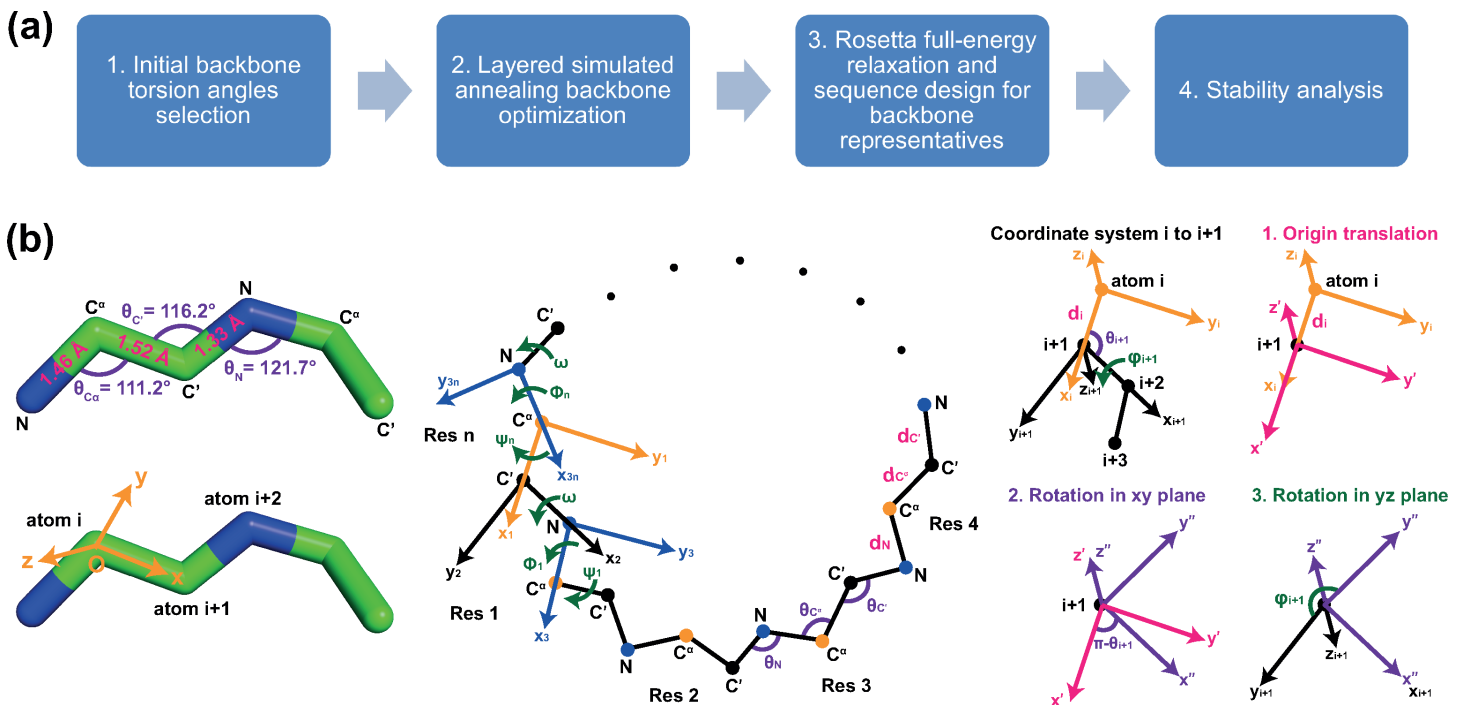 (a)
1. Initial backbone
torsion angles
selection
2. Layered simulated
annealing backbone
optimization
3. Rosetta full-energy
relaxation and
sequence design for
backbone
representatives
4. Stability analysis
(b)
N
Cα
θC′= 116.2°
1.46 Å
1.52 Å
1.33 Å
θCα= 111.2°
θN= 121.7°
N
C′
Cα
C′
y
atom i
atom i+2
z
O
x
atom i+1
C′
N
ω
y3n
Φn
Cα
Res n
ψn
y1
x3n
C′
ω
x1
N
x2
y3
y2
Φ1
ψ1
Cα
C′
Res 1
x3
N
Cα
C′
Res 2
N
θN
θCα
Cα
Res 3
C′
θC′
N
dN
Res 4
Cα
dCα
C′
dC′
N
Coordinate system i to i+1
zi
atom i
di
yi
i+1
θi+1
φi+1
xi
zi+1
i+2
yi+1
xi+1
i+3
1. Origin translation
zi
atom i
z′
di
yi
i+1
xi
y′
x′
2. Rotation in xy plane
y″
z′
z″
i+1
y′
π-θi+1
x′
x″
3. Rotation in yz plane
y″
z″
φi+1
zi+1
x″
yi+1
xi+1